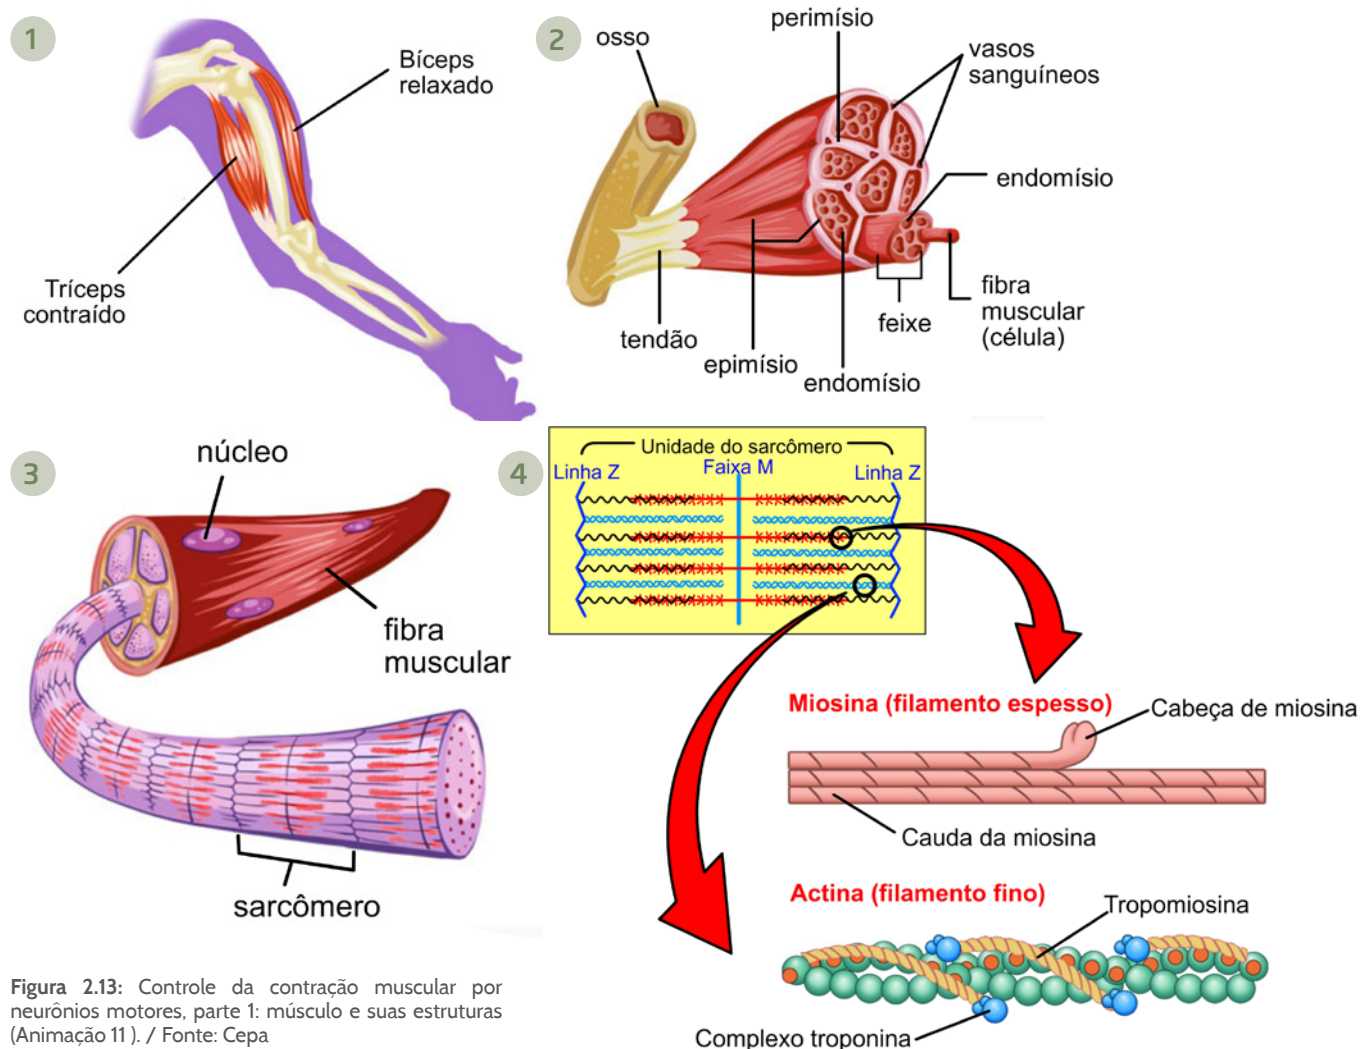 1
Bíceps
relaxado
Tríceps
contraído
2
osso
perimísio
vasos
sanguíneos
endomísio
fibra
muscular
(célula)
feixe
tendão
epimísio
endomísio
3
núcleo
fibra
muscular
sarcômero
4
Unidade do sarcômero
Linha Z
Faixa M
Linha Z
Miosina (filamento espesso)
Cabeça de miosina
Cauda da miosina
Actina (filamento fino)
Tropomiosina
Complexo troponina
Figura 2.13: Controle da contração muscular por
neurônios motores, parte 1: músculo e suas estruturas
(Animação 11 ). / Fonte: Cepa